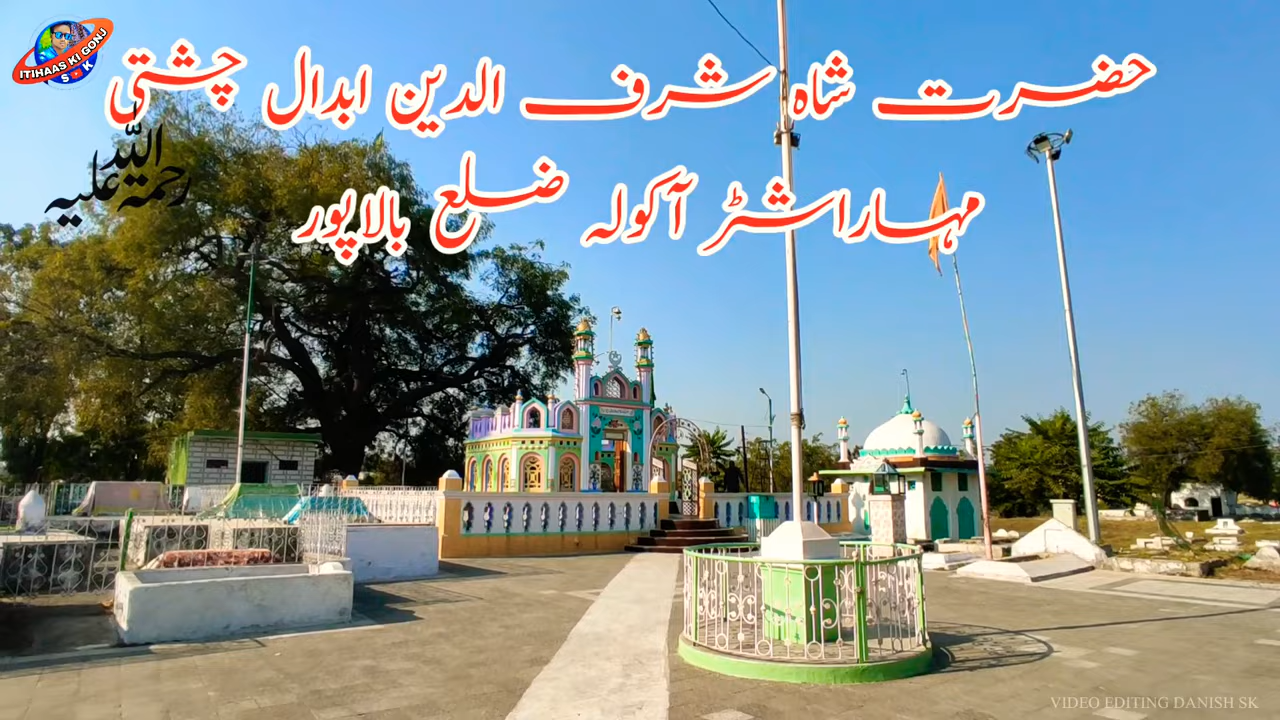 ITIHAAS KI GONJ
S K
حضرت شاہ شرف الدین ابدال چشتی
رحمۃ اللہ علیہ
مہاراشٹر آکولہ ضلع بالاپور
VIDEO EDITING DANISH SK